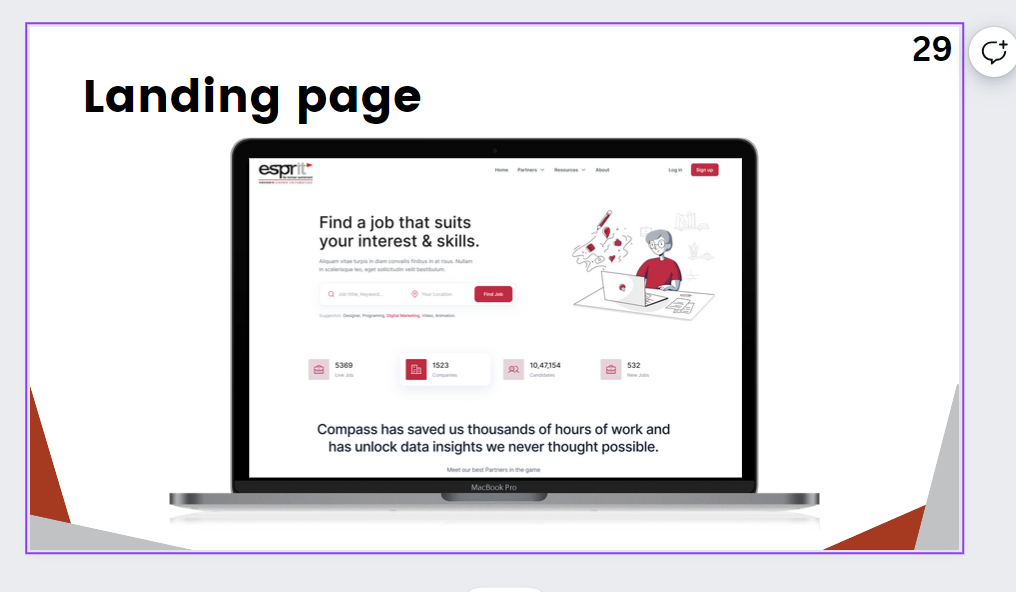 29
Landing page
esprit
Home Partners Resources About Log in Sign up
Find a job that suits
your interest & skills.
Aliquam vitae turpis in diam convallis finibus in at risus. Nullam
in scelerisque leo, eget sollicitudin velit bestibulum.
Job title, Keyword... Your Location Find Job
Suggestion: Designer, Programing, Digital Marketing, Video, Animation.
5369
Live Job
1523
Companies
10,47,154
Candidates
532
New Jobs
Compass has saved us thousands of hours of work and
has unlock data insights we never thought possible.
Meet our best Partners in the game
MacBook Pro